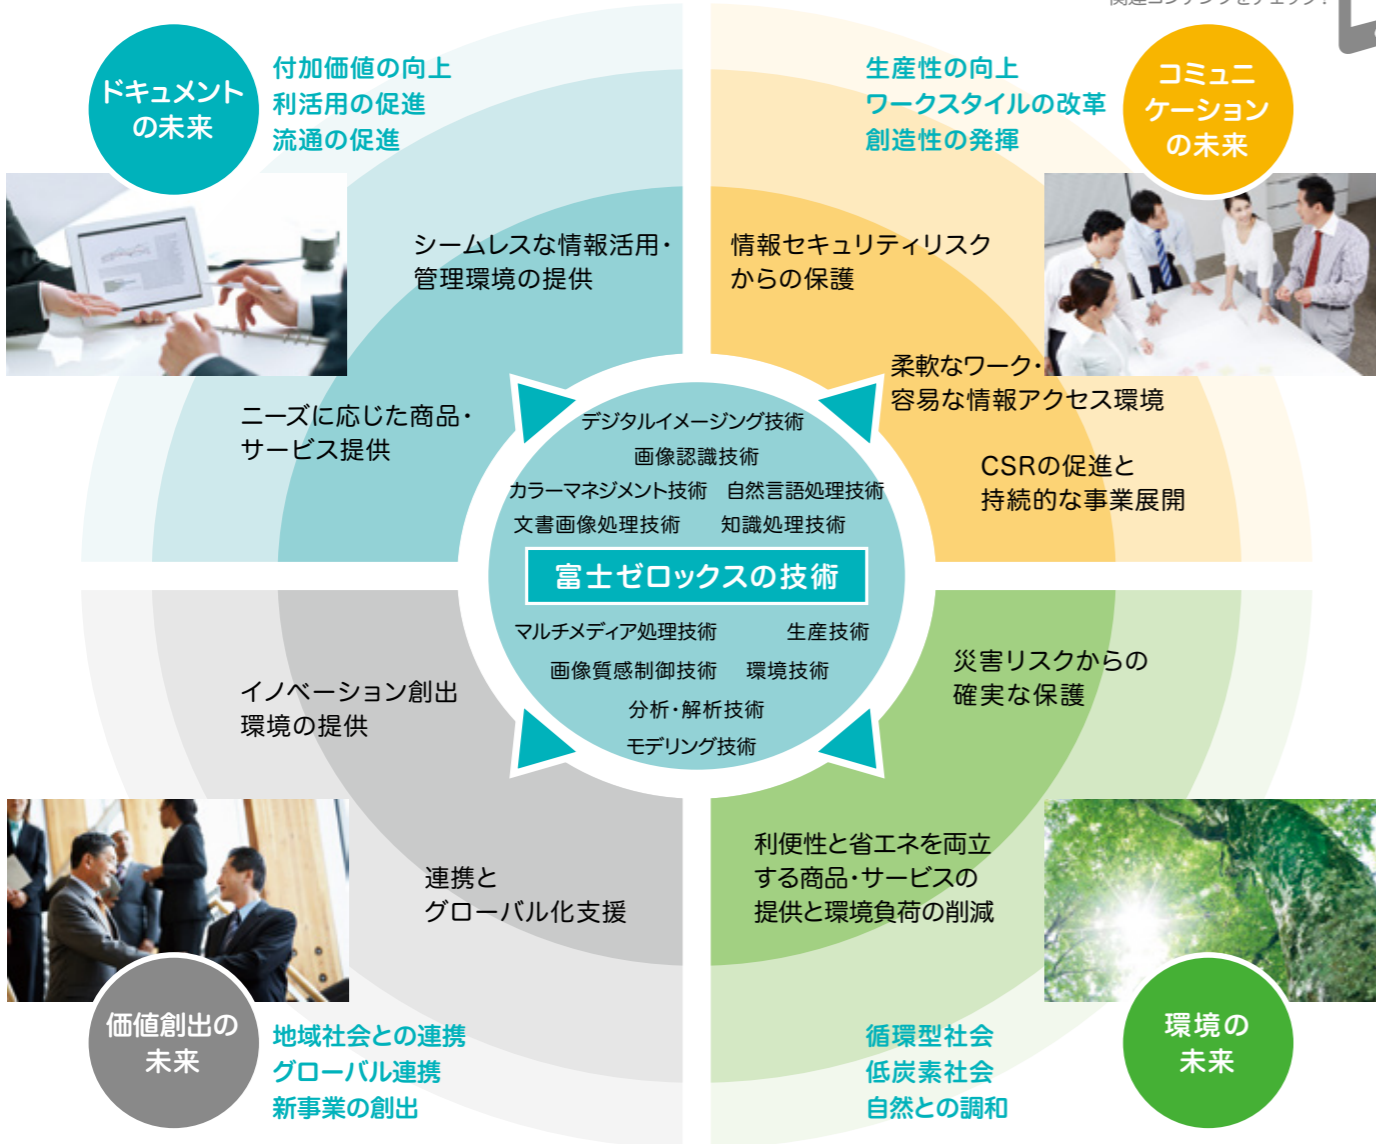 関連コンテンツをチェック!
ドキュメント
の未来
付加価値の向上
利活用の促進
流通の促進
生産性の向上
ワークスタイルの改革
創造性の発揮
コミュニ
ケーション
の未来
シームレスな情報活用・
管理環境の提供
情報セキュリティリスク
からの保護
ニーズに応じた商品・
サービス提供
柔軟なワーク・
容易な情報アクセス環境
CSRの促進と
持続的な事業展開
デジタルイメージング技術
画像認識技術
カラーマネジメント技術 自然言語処理技術
文書画像処理技術 知識処理技術
富士ゼロックスの技術
マルチメディア処理技術 生産技術
画像質感制御技術 環境技術
分析・解析技術
モデリング技術
イノベーション創出
環境の提供
災害リスクからの
確実な保護
連携と
グローバル化支援
利便性と省エネを両立
する商品・サービスの
提供と環境負荷の削減
価値創出の
未来
地域社会との連携
グローバル連携
新事業の創出
循環型社会
低炭素社会
自然との調和
環境の
未来